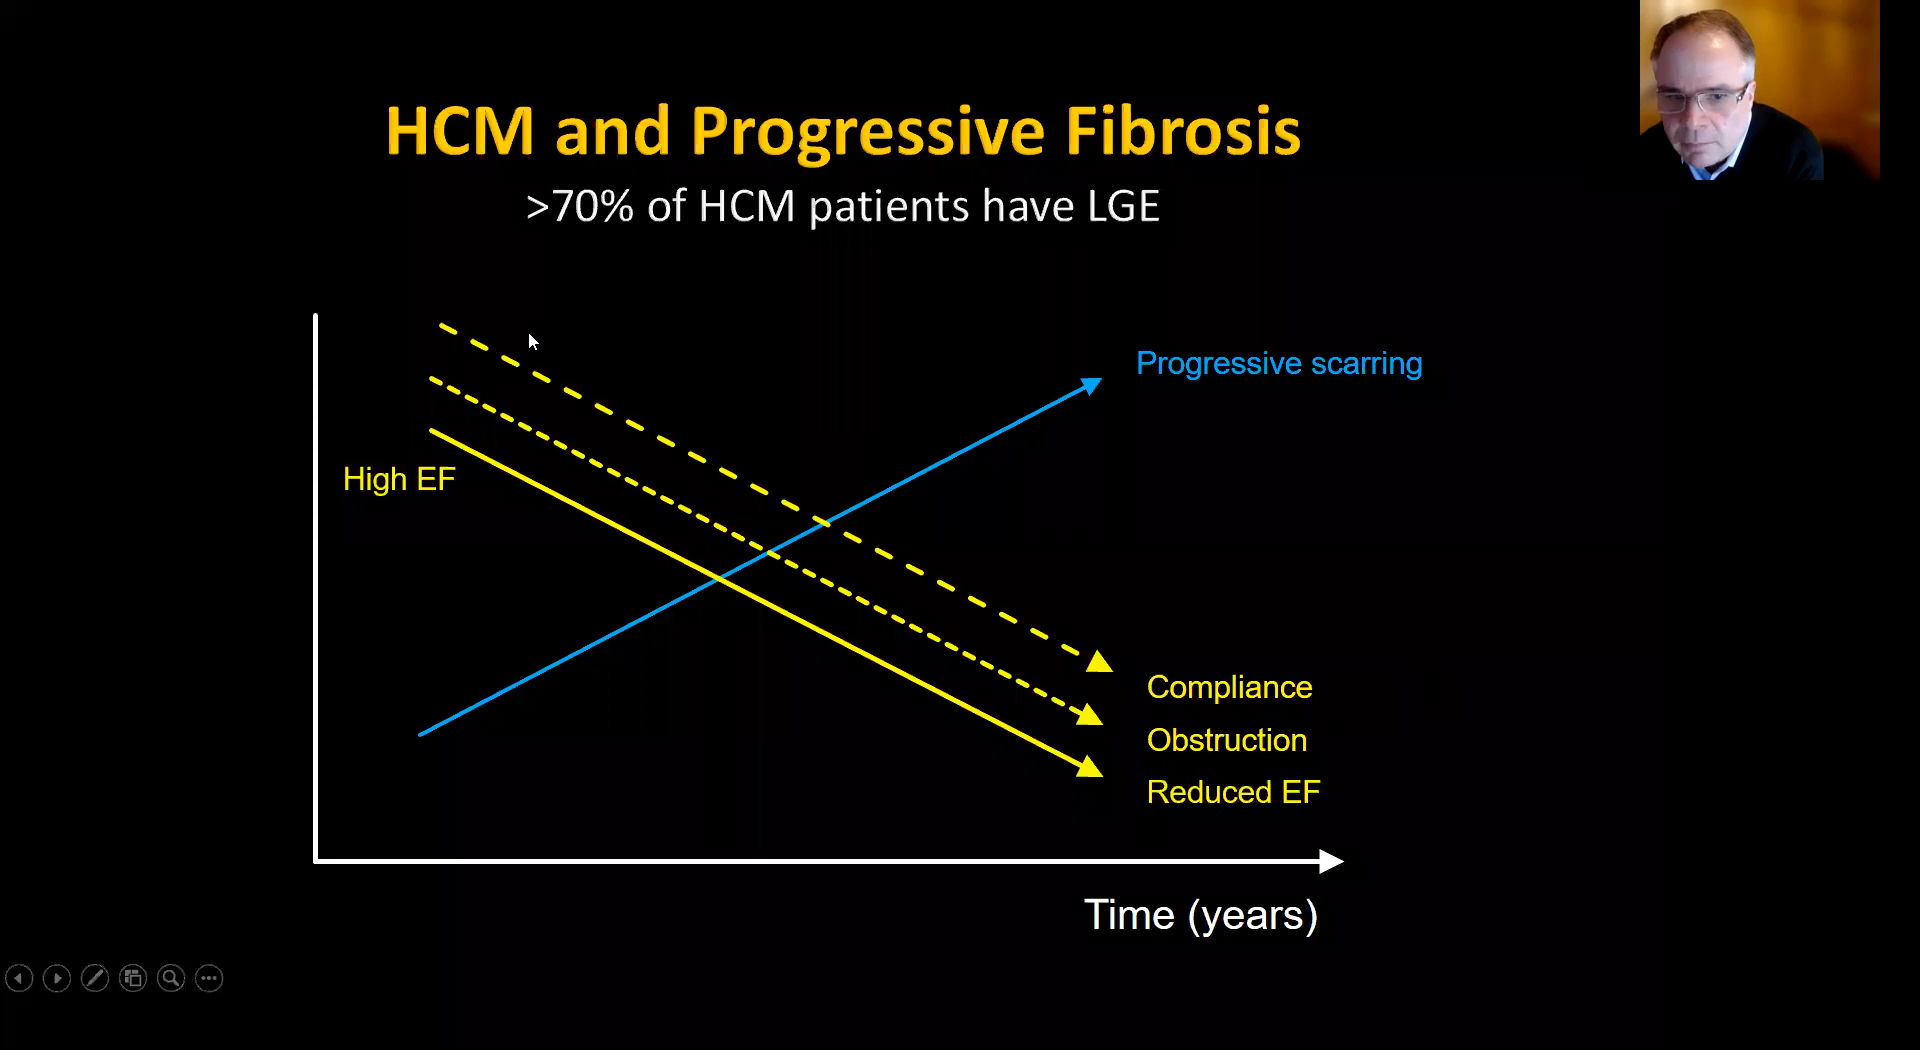 HCM and Progressive Fibrosis
>70% of HCM patients have LGE
Progressive scarring
High EF
Compliance
Obstruction
Reduced EF
Time (years)